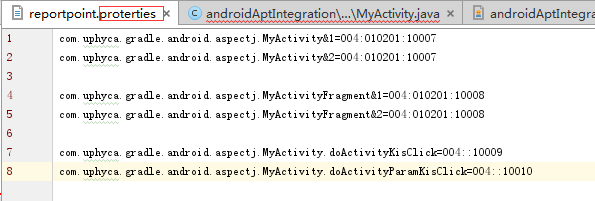 reportpoint.proterties
androidAptIntegration\...\MyActivity.java
androidAptIntegra
1 com.uphyca.gradle.android.aspectj.MyActivity&1=004:010201:10007
2 com.uphyca.gradle.android.aspectj.MyActivity&2=004:010201:10007
3
4 com.uphyca.gradle.android.aspectj.MyActivityFragment&1=004:010201:10008
5 com.uphyca.gradle.android.aspectj.MyActivityFragment&2=004:010201:10008
6
7 com.uphyca.gradle.android.aspectj.MyActivity.doActivityKisClick=004::10009
8 com.uphyca.gradle.android.aspectj.MyActivity.doActivityParamKisClick=004::10010